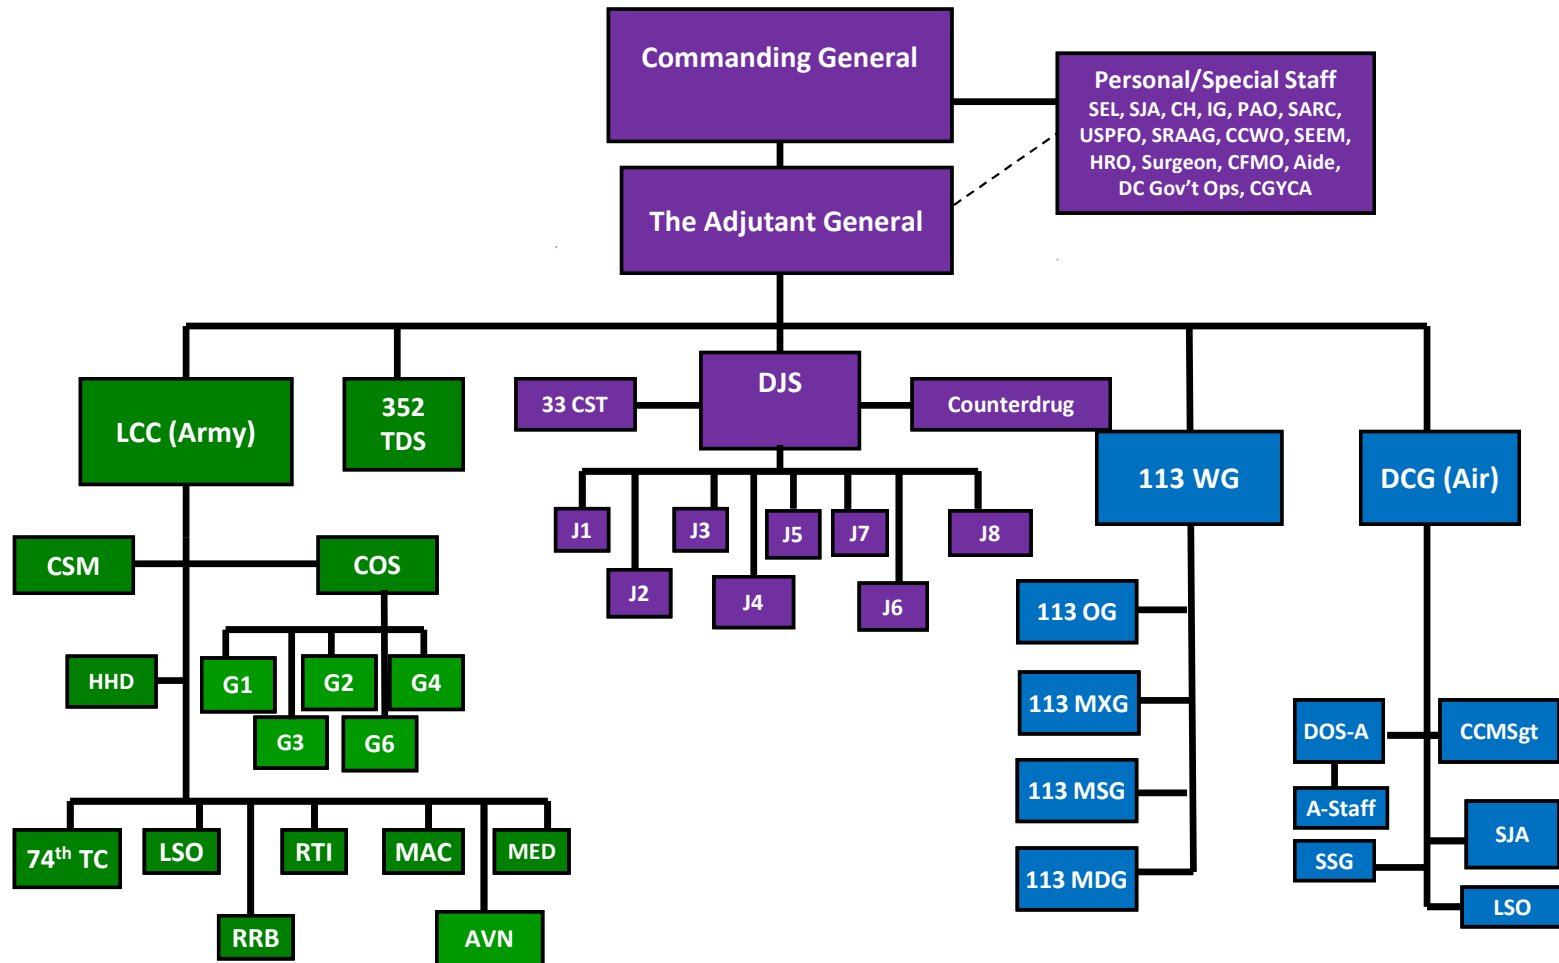 Commanding General
Personal/Special Staff
SEL, SJA, CH, IG, PAO, SARC,
USPFO, SRAAG, CCWO, SEEM,
HRO, Surgeon, CFMO, Aide,
DC Gov’t Ops, CGYCA
The Adjutant General
LCC (Army)
352
TDS
33 CST
DJS
Counterdrug
113 WG
DCG (Air)
J1
J3
J5
J7
J8
J2
J4
J6
CSM
COS
HHD
G1
G2
G4
G3
G6
74th TC
LSO
RTI
MAC
MED
RRB
AVN
113 OG
113 MXG
113 MSG
113 MDG
DOS-A
CCMSgt
A-Staff
SJA
SSG
LSO